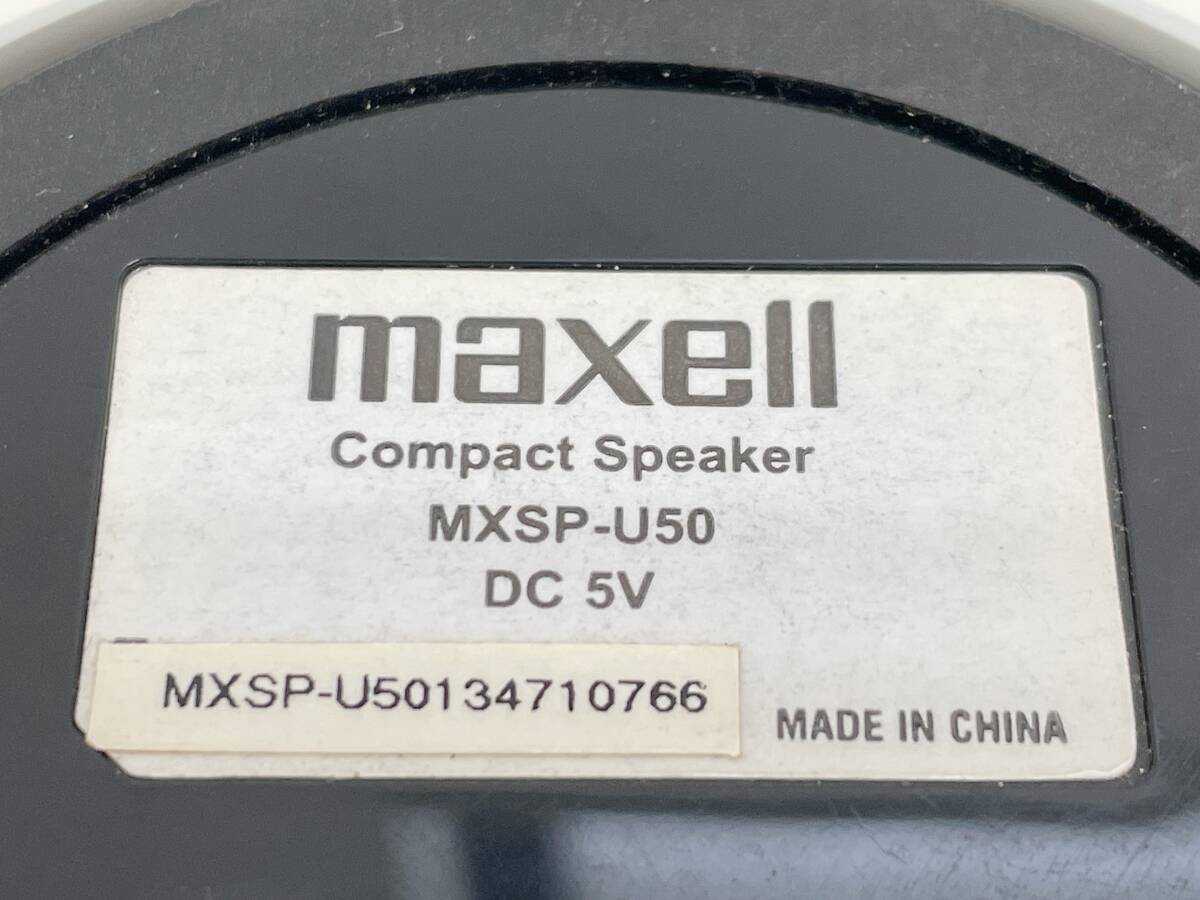 maxell
Compact Speaker
MXSP-U50
DC 5V
MXSP-U50134710766
MADE IN CHINA